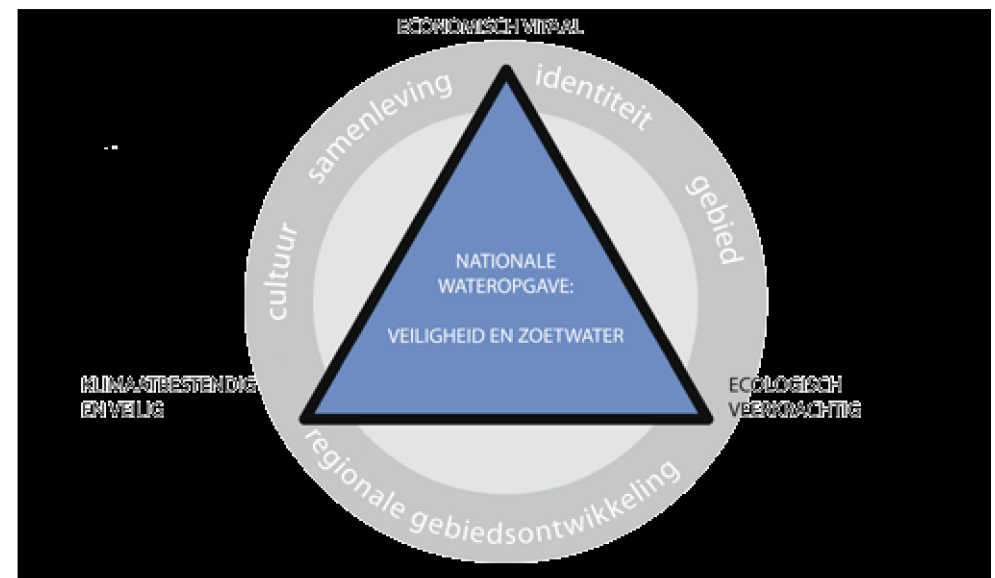 ECONOMISCH VITAAL
samenleving
identiteit
cultuur
gebied
NATIONALE
WATEROPGAVE:
VEILIGHEID EN ZOETWATER
KLIMAATBESTENDIG
EN VEILIG
ECOLOGISCH
VEERKRACHTIG
regionale gebiedsontwikkeling